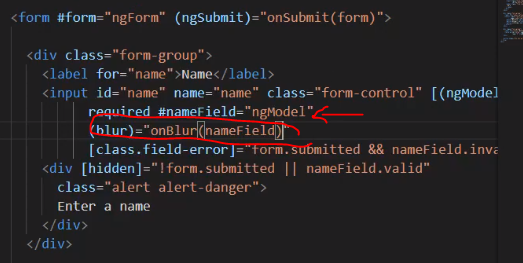 <form #form="ngForm" (ngSubmit)="onSubmit(form)">
<div class="form-group">
<label for="name">Name</label>
<input id="name" name="name" class="form-control" [(ngModel
required #nameField="ngModel"
(blur)="onBlur(nameField)"
[class.field-error]="form.submitted && nameField.inva
<div [hidden]="!form.submitted || nameField.valid"
class="alert alert-danger">
Enter a name
</div>
</div>